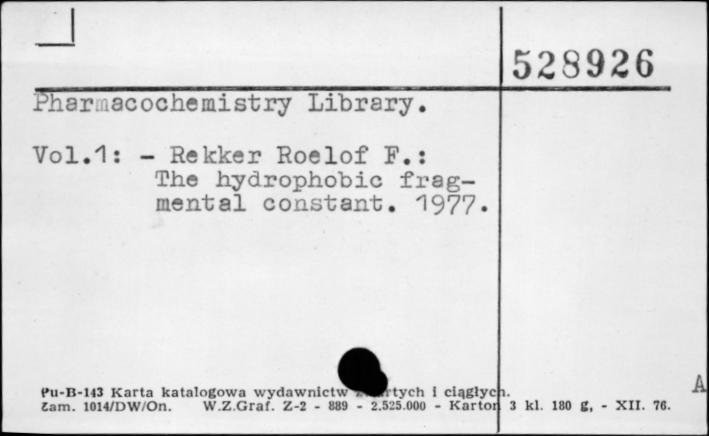 528926
Pharmacochemistry Library.
Vol.1: - Rekker Roelof F.:
The hydrophobic frag-
mental constant. 1977.
A
Pu-B-143 Karta katalogowa wydawnictw i ciągłych.
Zam. 1014/DW/On. W.Z.Graf. Z-2 - 889 - 2.525.000 - Karton 3 kl. 180 g, - XII. 76.